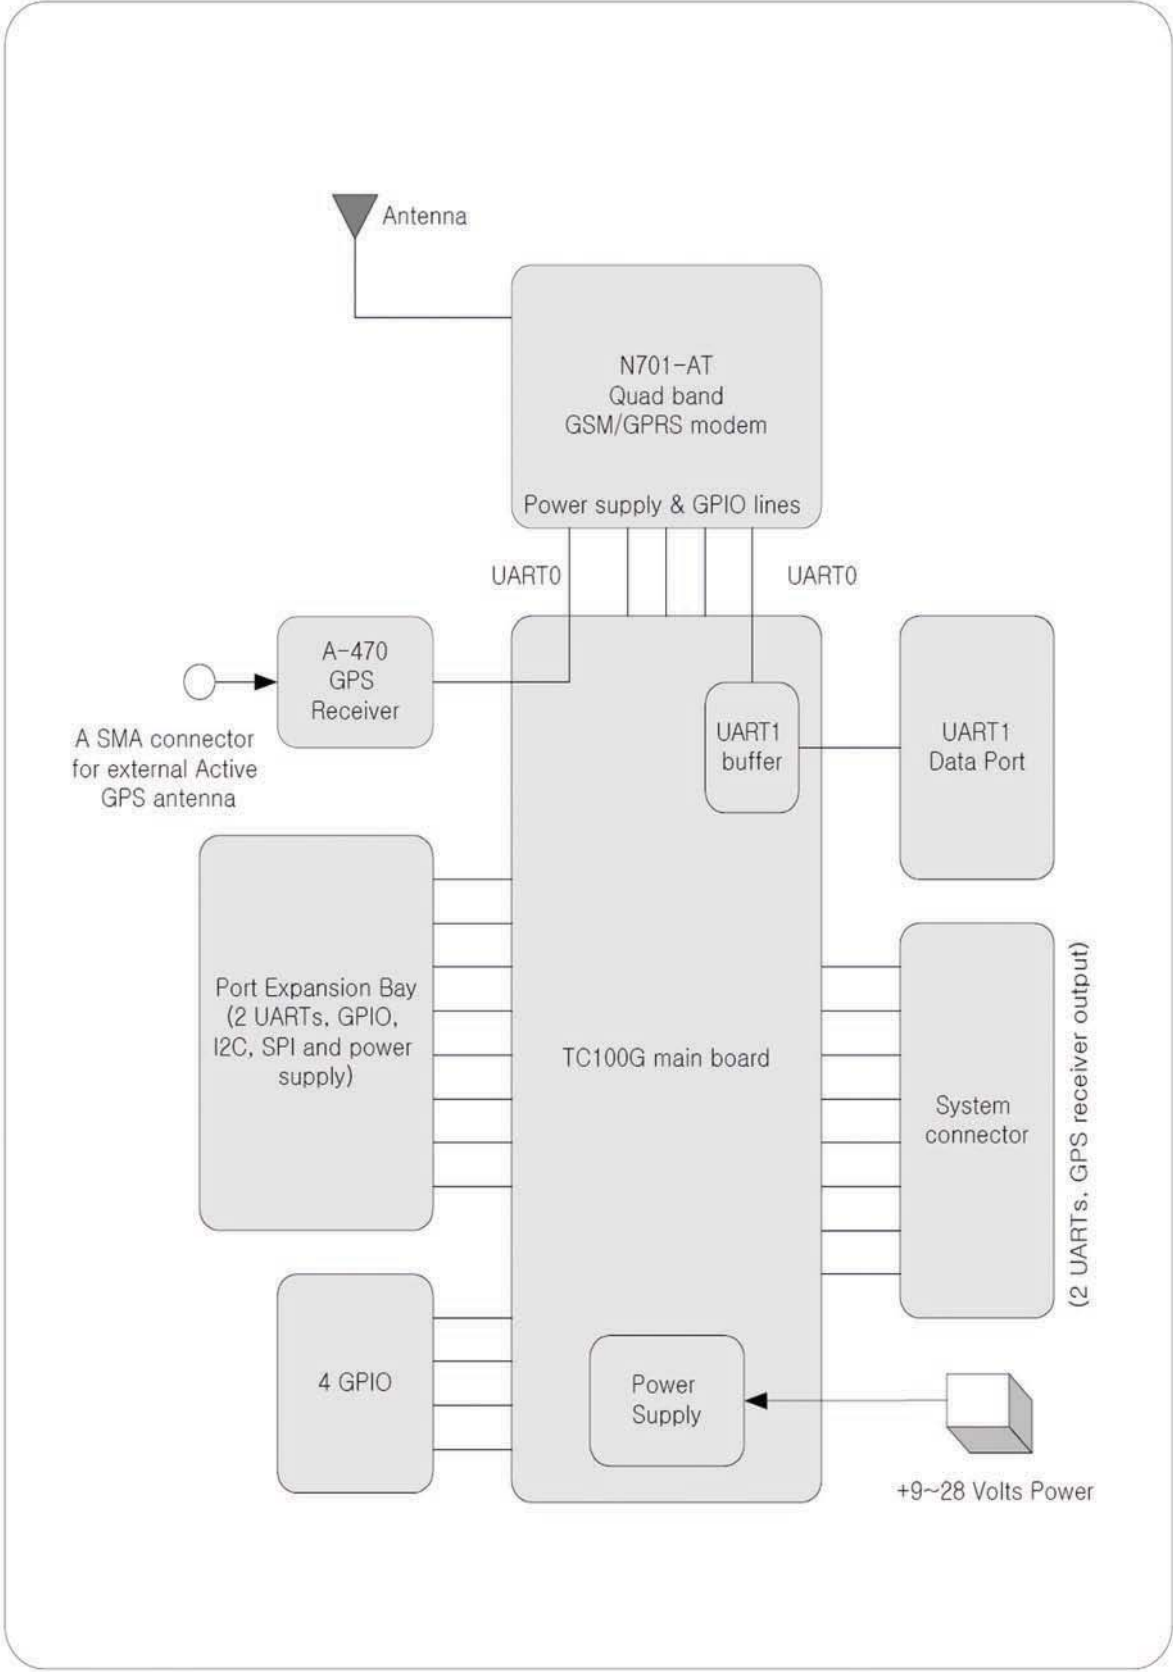 Antenna
N701-AT
Quad band
GSM/GPRS modem
Power supply & GPIO lines
UART0
UART0
A-470
GPS
Receiver
A SMA connector
for external Active
GPS antenna
UART1
buffer
UART1
Data Port
Port Expansion Bay
(2 UARTs, GPIO,
I2C, SPI and power
supply)
TC100G main board
System
connector
(2 UARTs, GPS receiver output)
4 GPIO
Power
Supply
+9~28 Volts Power